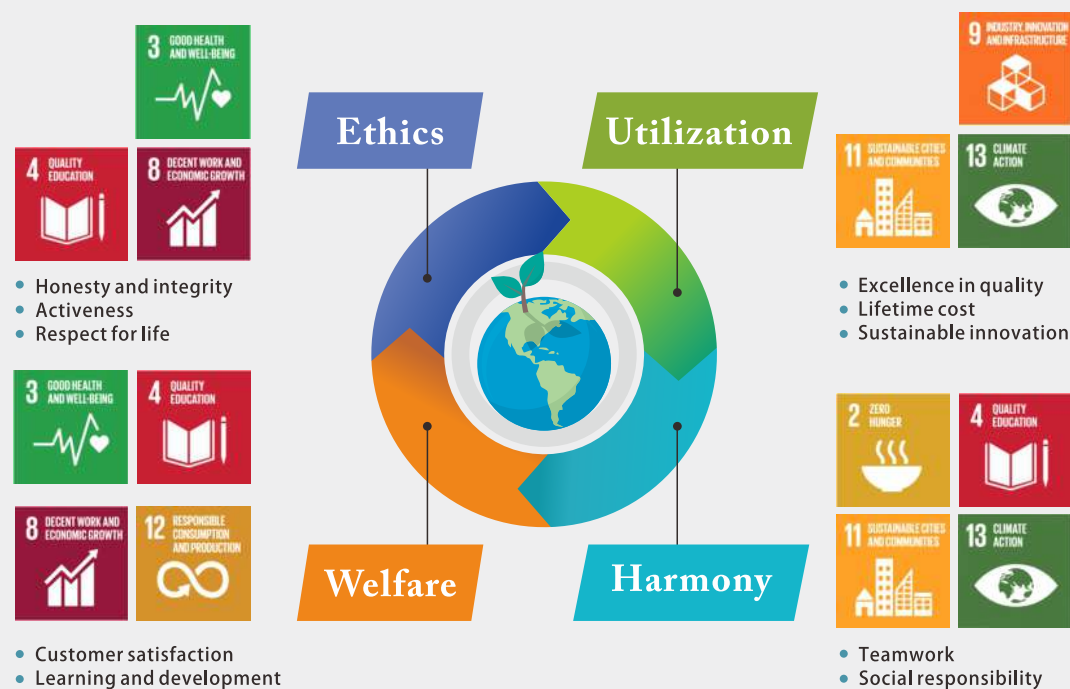 3 GOOD HEALTH
AND WELL-BEING
4 QUALITY
EDUCATION
8 DECENT WORK AND
ECONOMIC GROWTH
• Honesty and integrity
• Activeness
• Respect for life
Ethics
Utilization
9 INDUSTRY, INNOVATION
AND INFRASTRUCTURE
11 SUSTAINABLE CITIES
AND COMMUNITIES
13 CLIMATE
ACTION
• Excellence in quality
• Lifetime cost
• Sustainable innovation
3 GOOD HEALTH
AND WELL-BEING
4 QUALITY
EDUCATION
8 DECENT WORK AND
ECONOMIC GROWTH
12 RESPONSIBLE
CONSUMPTION
AND PRODUCTION
• Customer satisfaction
• Learning and development
Welfare
Harmony
2 ZERO
HUNGER
4 QUALITY
EDUCATION
11 SUSTAINABLE CITIES
AND COMMUNITIES
13 CLIMATE
ACTION
• Teamwork
• Social responsibility